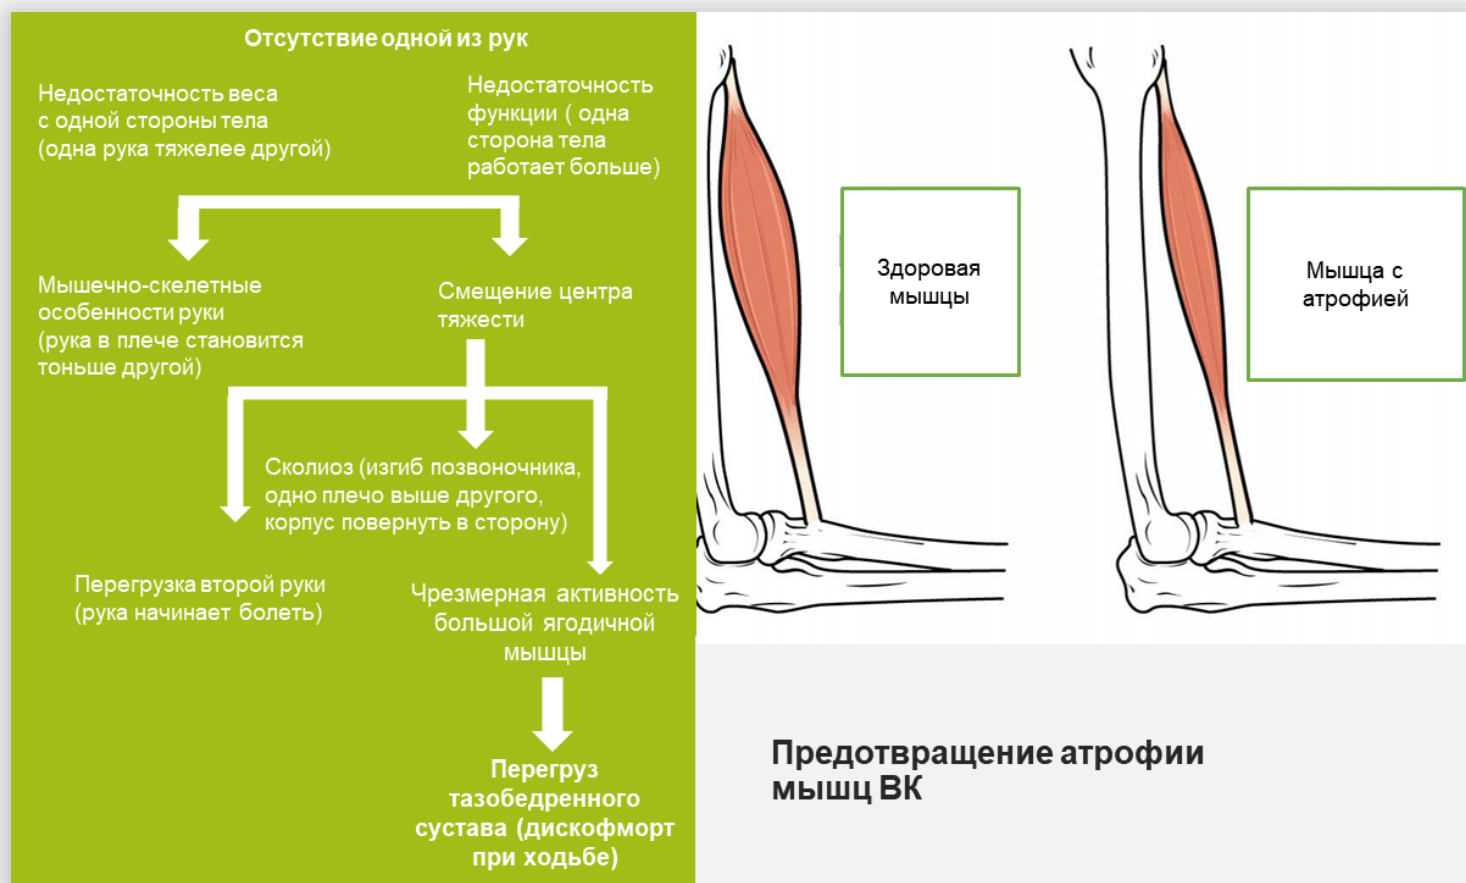 Отсутствие одной из рук
Недостаточность веса
с одной стороны тела
(одна рука тяжелее другой)
Недостаточность
функции ( одна
сторона тела
работает больше)
Мышечно-скелетные
особенности руки
(рука в плече становится
тоньше другой)
Смещение центра
тяжести
Сколиоз (изгиб позвоночника,
одно плечо выше другого,
корпус повернуть в сторону)
Перегрузка второй руки
(рука начинает болеть)
Чрезмерная активность
большой ягодичной
мышцы
Перегруз
тазобедренного
сустава (дискофморт
при ходьбе)
Здоровая
мышцы
Мышца с
атрофией
Предотвращение атрофии
мышц ВК